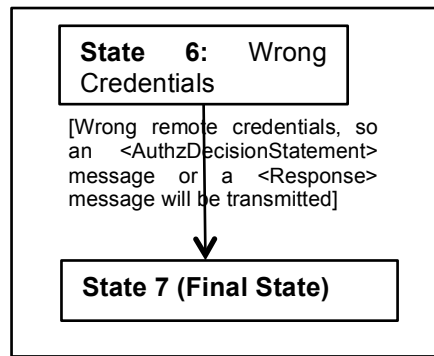 State 6: Wrong
Credentials
[Wrong remote credentials, so
an <AuthzDecisionStatement>
message or a <Response>
message will be transmitted]
State 7 (Final State)